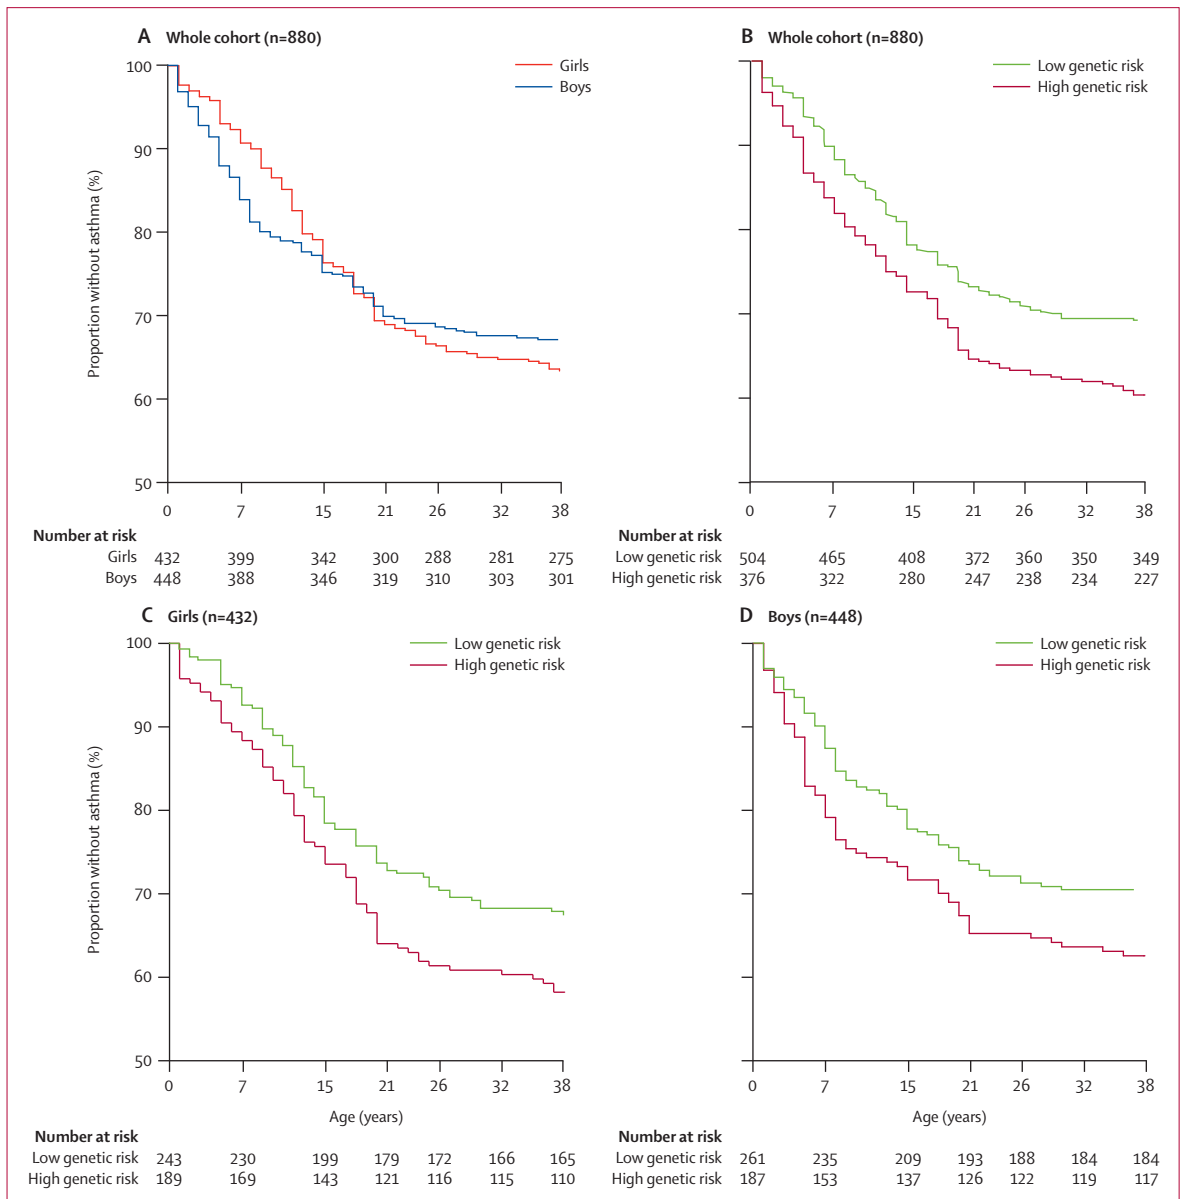 A Whole cohort (n=880)
Girls
Boys
Proportion without asthma (%)
100
90
80
70
60
50
0 7 15 21 26 32 38
Number at risk
Girls 432 399 342 300 288 281 275
Boys 448 388 346 319 310 303 301
B Whole cohort (n=880)
Low genetic risk
High genetic risk
0 7 15 21 26 32 38
Number at risk
Low genetic risk 504 465 408 372 360 350 349
High genetic risk 376 322 280 247 238 234 227
C Girls (n=432)
Low genetic risk
High genetic risk
Proportion without asthma (%)
100
90
80
70
60
50
0 7 15 21 26 32 38
Age (years)
Number at risk
Low genetic risk 243 230 199 179 172 166 165
High genetic risk 189 169 143 121 116 115 110
D Boys (n=448)
Low genetic risk
High genetic risk
0 7 15 21 26 32 38
Age (years)
Number at risk
Low genetic risk 261 235 209 193 188 184 184
High genetic risk 187 153 137 126 122 119 117